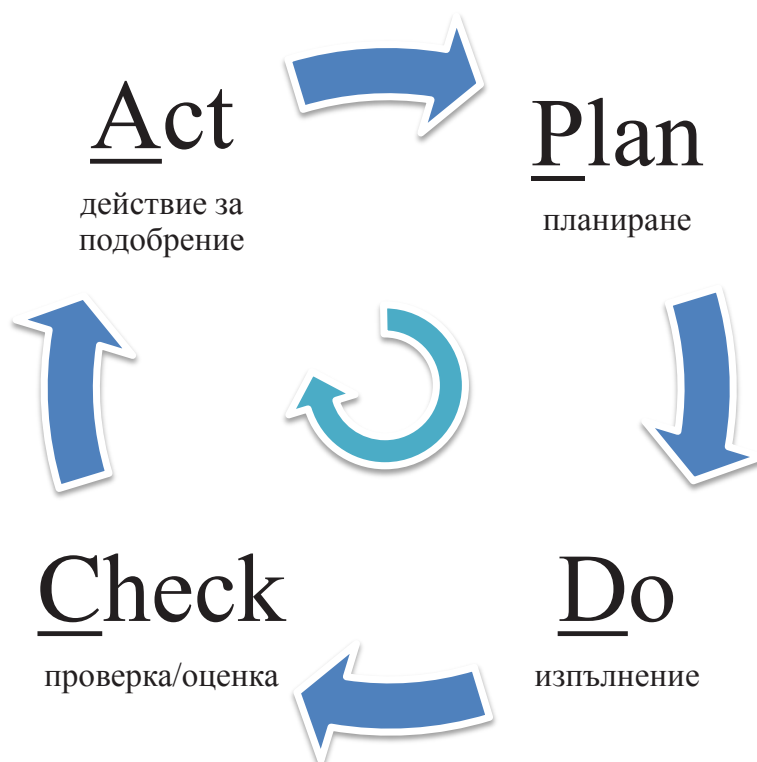 Act
действие за
подобрение
Plan
планиране
Check
проверка/оценка
Do
изпълнение